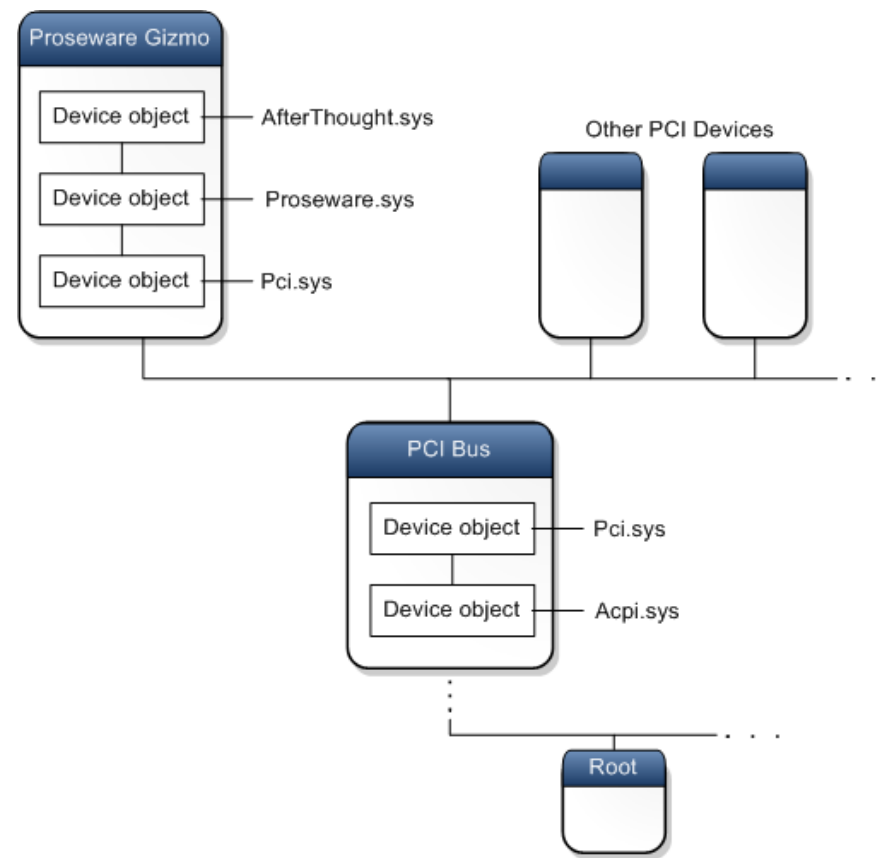 Proseware Gizmo
Device object
AfterThought.sys
Device object
Proseware.sys
Device object
Pci.sys
Other PCI Devices
PCI Bus
Device object
Pci.sys
Device object
Acpi.sys
Root